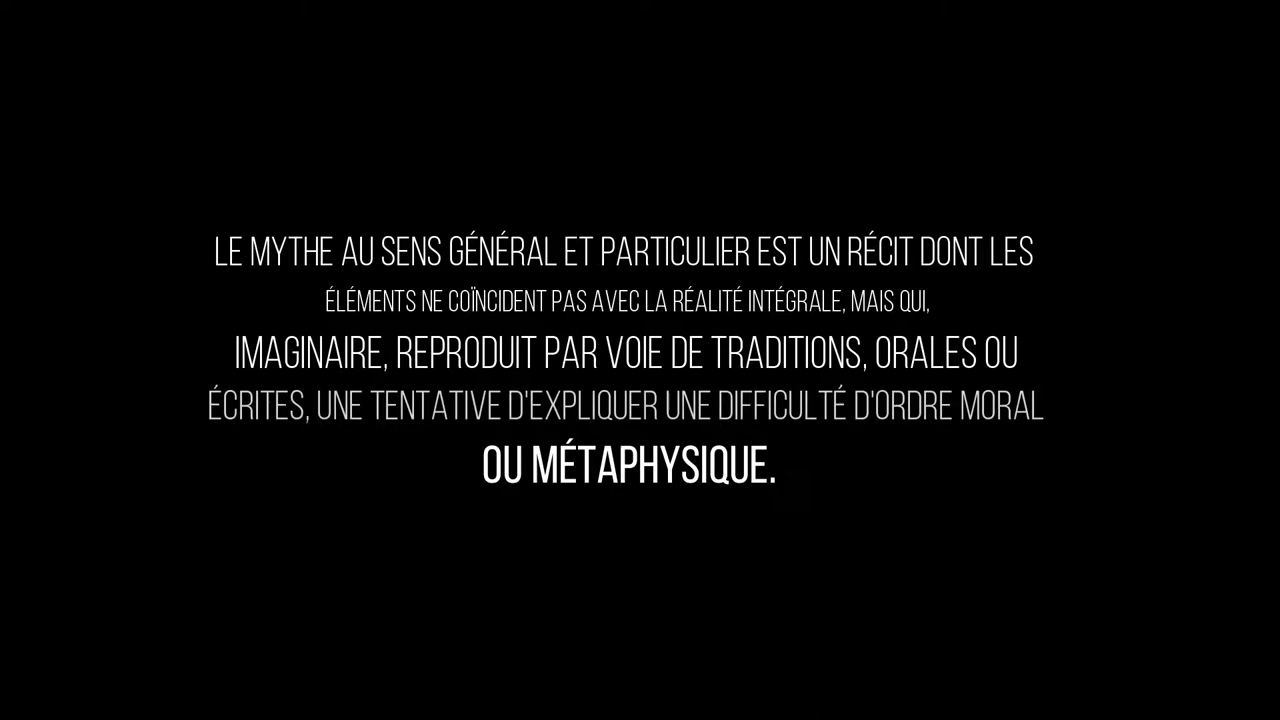 LE MYTHE AU SENS GÉNÉRAL ET PARTICULIER EST UN RÉCIT DONT LES
ÉLÉMENTS NE COÏNCIDENT PAS AVEC LA RÉALITÉ INTÉGRALE, MAIS QUI,
IMAGINAIRE, REPRODUIT PAR VOIE DE TRADITIONS, ORALES OU
ÉCRITES, UNE TENTATIVE D'EXPLIQUER UNE DIFFICULTÉ D'ORDRE MORAL
OU MÉTAPHYSIQUE.